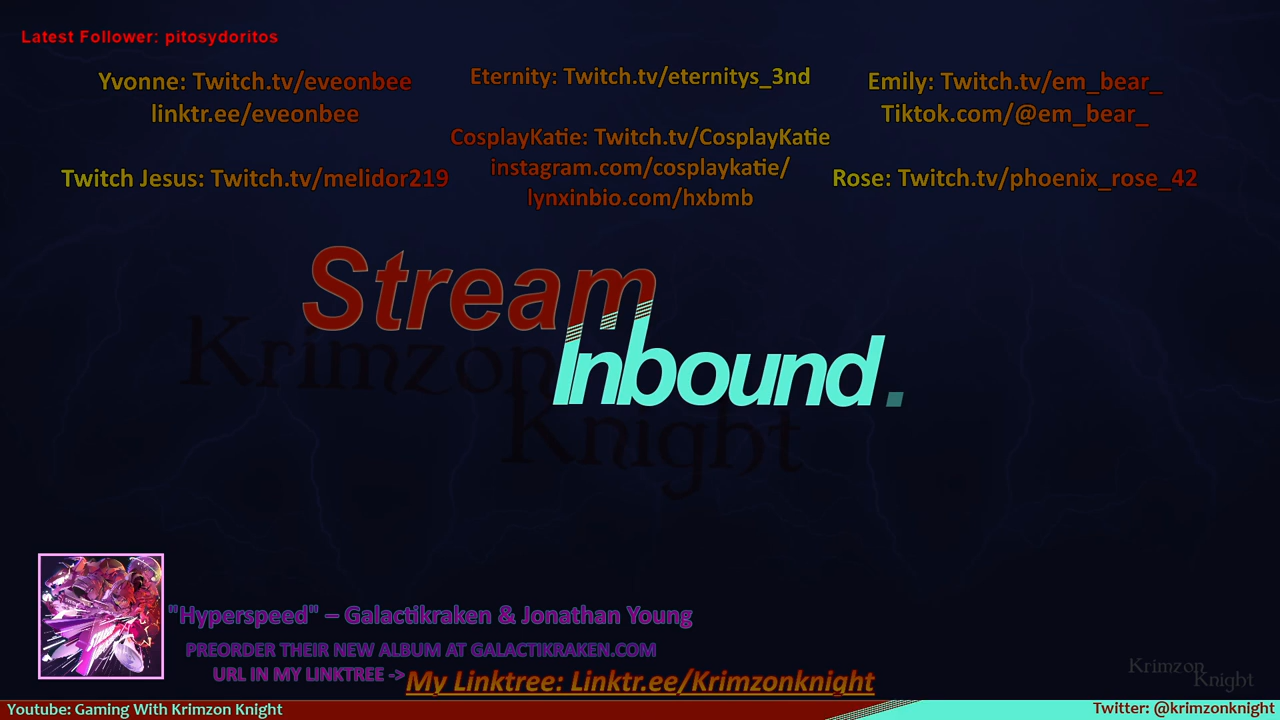 Latest Follower: pitosydoritos
Yvonne: Twitch.tv/eveonbee
linktr.ee/eveonbee
Eternity: Twitch.tv/eternitys_3nd
Emily: Twitch.tv/em_bear_
Tiktok.com/@em_bear_
Twitch Jesus: Twitch.tv/melidor219
CosplayKatie: Twitch.tv/CosplayKatie
instagram.com/cosplaykatie/
lynxinbio.com/hxbmb
Rose: Twitch.tv/phoenix_rose_42
Stream
Inbound.
Krimzon
Knight
"Hyperspeed" – Galactikraken & Jonathan Young
PREORDER THEIR NEW ALBUM AT GALACTIKRAKEN.COM
URL IN MY LINKTREE ->
My Linktree: Linktr.ee/Krimzonknight
Krimzon
Knight
Youtube: Gaming With Krimzon Knight
Twitter: @krimzonknight